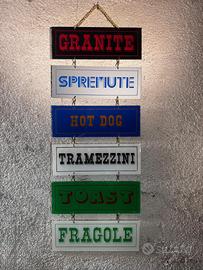 GRANITE
SPREMUTE
HOT DOG
TRAMEZZINI
TOAST
FRAGOLE